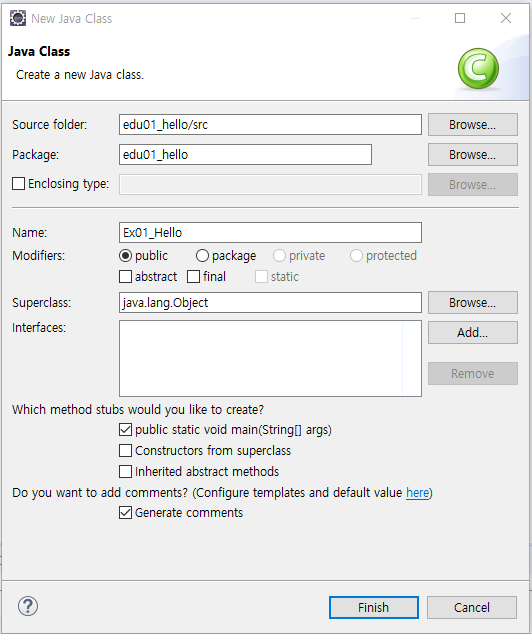 New Java Class
Java Class
Create a new Java class.
Source folder: edu01_hello/src Browse...
Package: edu01_hello Browse...
Enclosing type: Browse...
Name: Ex01_Hello
Modifiers: public package private protected
abstract final static
Superclass: java.lang.Object Browse...
Interfaces: Add...
Remove
Which method stubs would you like to create?
public static void main(String[] args)
Constructors from superclass
Inherited abstract methods
Do you want to add comments? (Configure templates and default value here)
Generate comments
? Finish Cancel